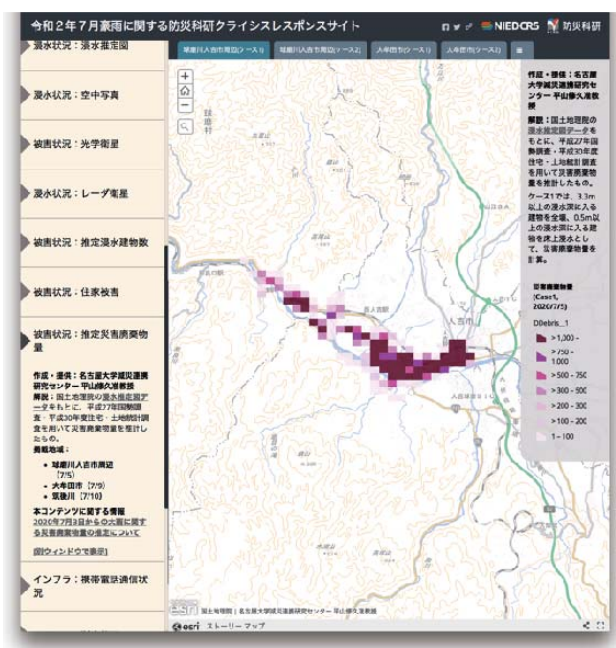 令和2年7月豪雨に関する防災科研クライシスレスポンスサイト
NIED CRS
防災科研
浸水状況：浸水推定図
浸水状況：空中写真
被害状況：光学衛星
浸水状況：レーダ衛星
被害状況：推定浸水建物数
被害状況：住家被害
被害状況：推定災害廃棄物
量
作成・提供：名古屋大学減災連携
研究センター 平山修久准教授
解説：国土地理院の浸水推定図デ
ータをもとに、平成27年国勢調
査・平成30年度住宅・土地統計調
査を用いて災害廃棄物量を推計し
たもの。
掲載地域：
• 球磨川人吉市周辺
(7/5)
• 大牟田市 (7/9)
• 筑後川 (7/10)
本コンテンツに関する情報
2020年7月3日からの大雨に関す
る災害廃棄物量の推定について
(別ウィンドウで表示)
インフラ：携帯電話通信状
況
球磨川人吉市周辺(ケース1)
球磨川人吉市周辺(ケース2)
大牟田市(ケース1)
大牟田市(ケース2)
球磨村
人吉市
作成・提供：名古屋
大学減災連携研究セ
ンター 平山修久准教
授
解説：国土地理院の
浸水推定図データを
もとに、平成27年国
勢調査・平成30年度
住宅・土地統計調査
を用いて災害廃棄物
量を推計したもの。
ケース1では、3.3m
以上の浸水深に入る
建物を全壊、0.5m以
上の浸水深に入る建
物を床上浸水とし
て、災害廃棄物量を
計算。
災害廃棄物量
(Case1,
2020/7/5)
DDebris_1
>1,000 -
>750 -
1,000
>500 - 750
>300 - 500
>200 - 300
>100 - 200
1 - 100
esri
国土地理院 | 名古屋大学減災連携研究センター 平山修久准教授
esri ストーリー マップ